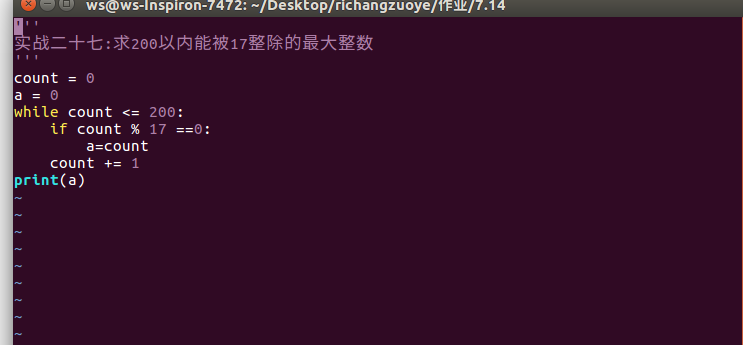 ws@ws-Inspiron-7472: ~/Desktop/richangzuoye/作业/7.14
'''
实战二十七:求200以内能被17整除的最大整数
'''
count = 0
a = 0
while count <= 200:
    if count % 17 ==0:
        a=count
    count += 1
print(a)
~
~
~
~
~
~
~
~
~